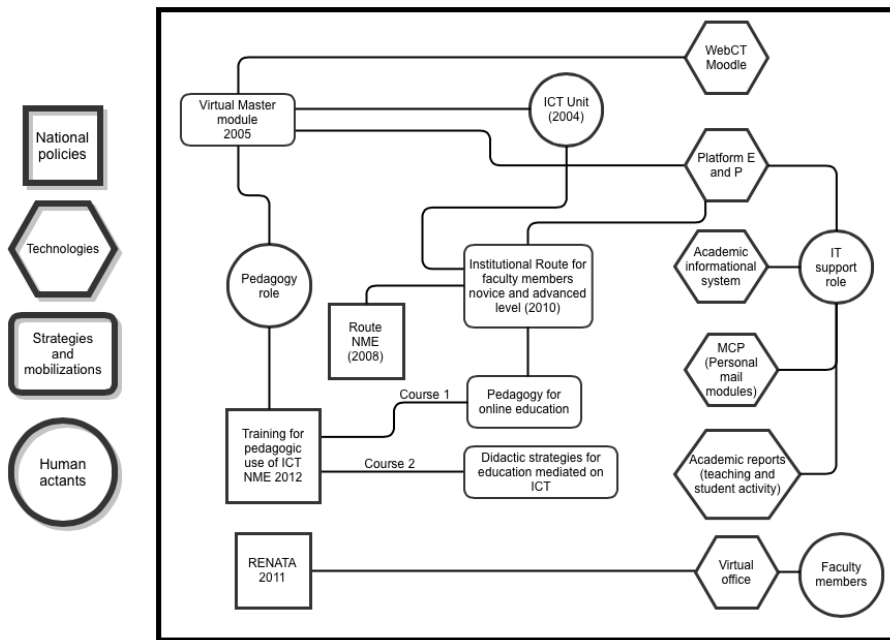 National
policies
Technologies
Strategies
and
mobilizations
Human
actants
WebCT
Moodle
Virtual Master
module
2005
ICT Unit
(2004)
Platform E
and P
Pedagogy
role
Institutional Route for
faculty members
novice and advanced
level (2010)
Academic
informational
system
IT
support
role
Route
NME
(2008)
MCP
(Personal
mail
modules)
Course 1
Pedagogy for
online education
Training for
pedagogic
use of ICT
NME 2012
Course 2
Didactic strategies for
education mediated on
ICT
Academic reports
(teaching and
student activity)
RENATA
2011
Virtual
office
Faculty
members